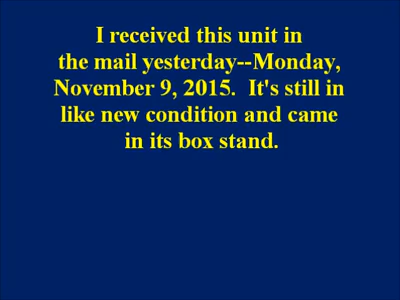 I received this unit in
the mail yesterday--Monday,
November 9, 2015.  It's still in
like new condition and came
in its box stand.